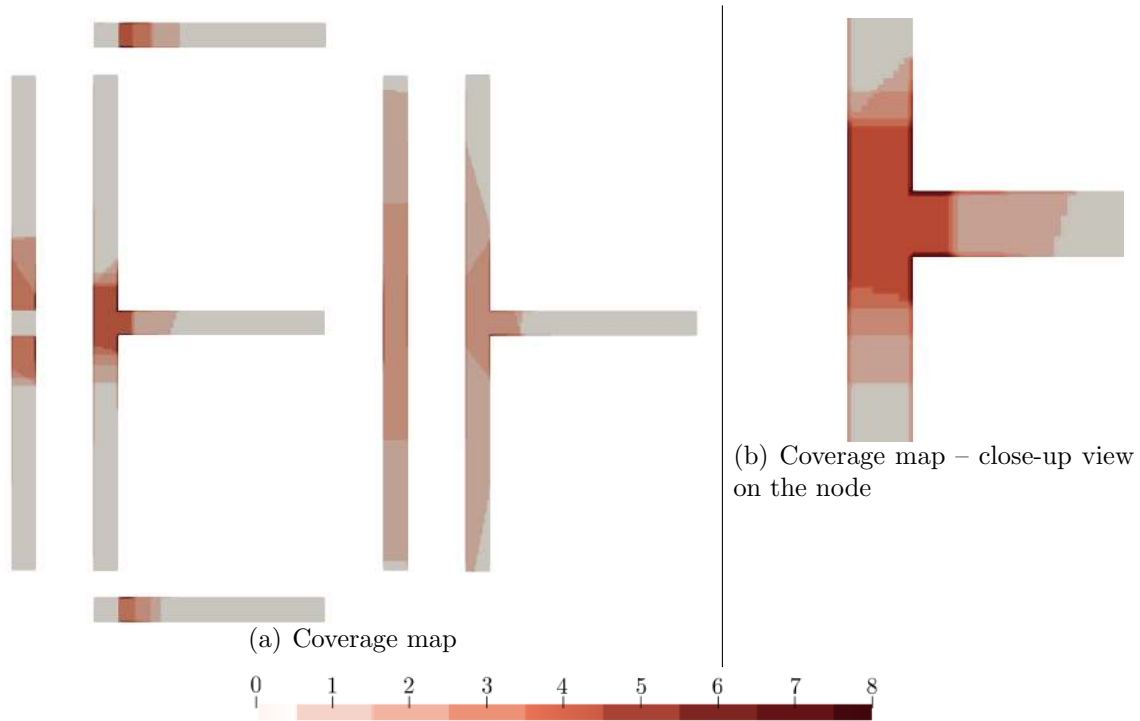 (b) Coverage map – close-up view
on the node
(a) Coverage map
0 1 2 3 4 5 6 7 8